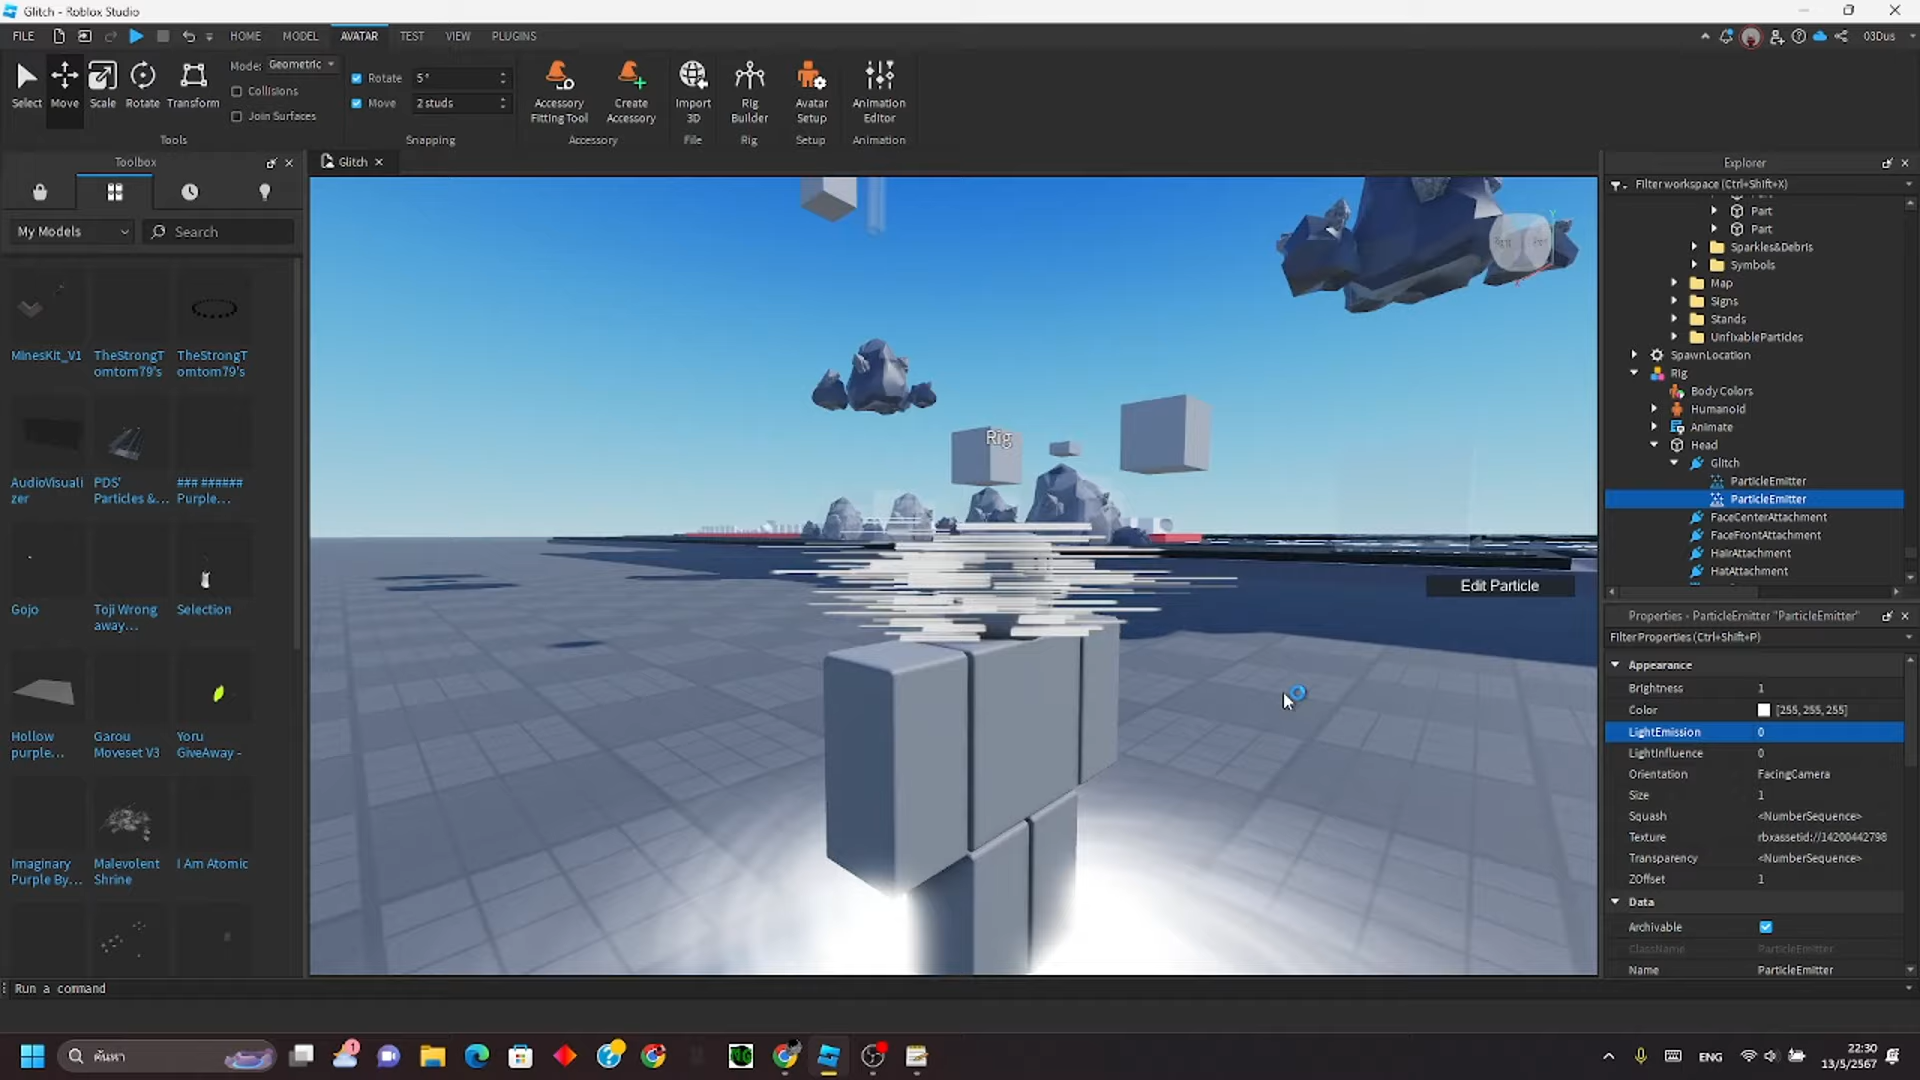 Glitch - Roblox Studio
FILE HOME MODEL AVATAR TEST VIEW PLUGINS 03Dus
Select Move Scale Rotate Transform
Mode: Geometric
Collisions
Join Surfaces
Tools
Rotate 5°
Move 2 studs
Snapping
Accessory Fitting Tool
Create Accessory
Accessory
Import 3D
File
Rig Builder
Rig
Avatar Setup
Setup
Animation Editor
Animation
Toolbox
My Models
Search
MinesKit_V1
TheStrongT
omtom79's
TheStrongT
omtom79's
AudioVisuali
zer
PDS'
Particles &...
### ######
Purple...
Gojo
Toji Wrong
away...
Selection
Hollow
purple...
Garou
Moveset V3
Yoru
GiveAway -
Imaginary
Purple By...
Malevolent
Shrine
I Am Atomic
Glitch
Rig
Edit Particle
Explorer
Filter workspace (Ctrl+Shift+X)
Part
Part
Sparkles&Debris
Symbols
Map
Signs
Stands
UnfixableParticles
SpawnLocation
Rig
Body Colors
Humanoid
Animate
Head
Glitch
ParticleEmitter
ParticleEmitter
FaceCenterAttachment
FaceFrontAttachment
HairAttachment
HatAttachment
Properties - ParticleEmitter "ParticleEmitter"
Filter Properties (Ctrl+Shift+P)
Appearance
Brightness 1
Color [255, 255, 255]
LightEmission 0
LightInfluence 0
Orientation FacingCamera
Size 1
Squash <NumberSequence>
Texture rbxassetid://14200442798
Transparency <NumberSequence>
ZOffset 1
Data
Archivable
ClassName ParticleEmitter
Name ParticleEmitter
Run a command
ค้นหา
1
ENG
22:30
13/5/2567